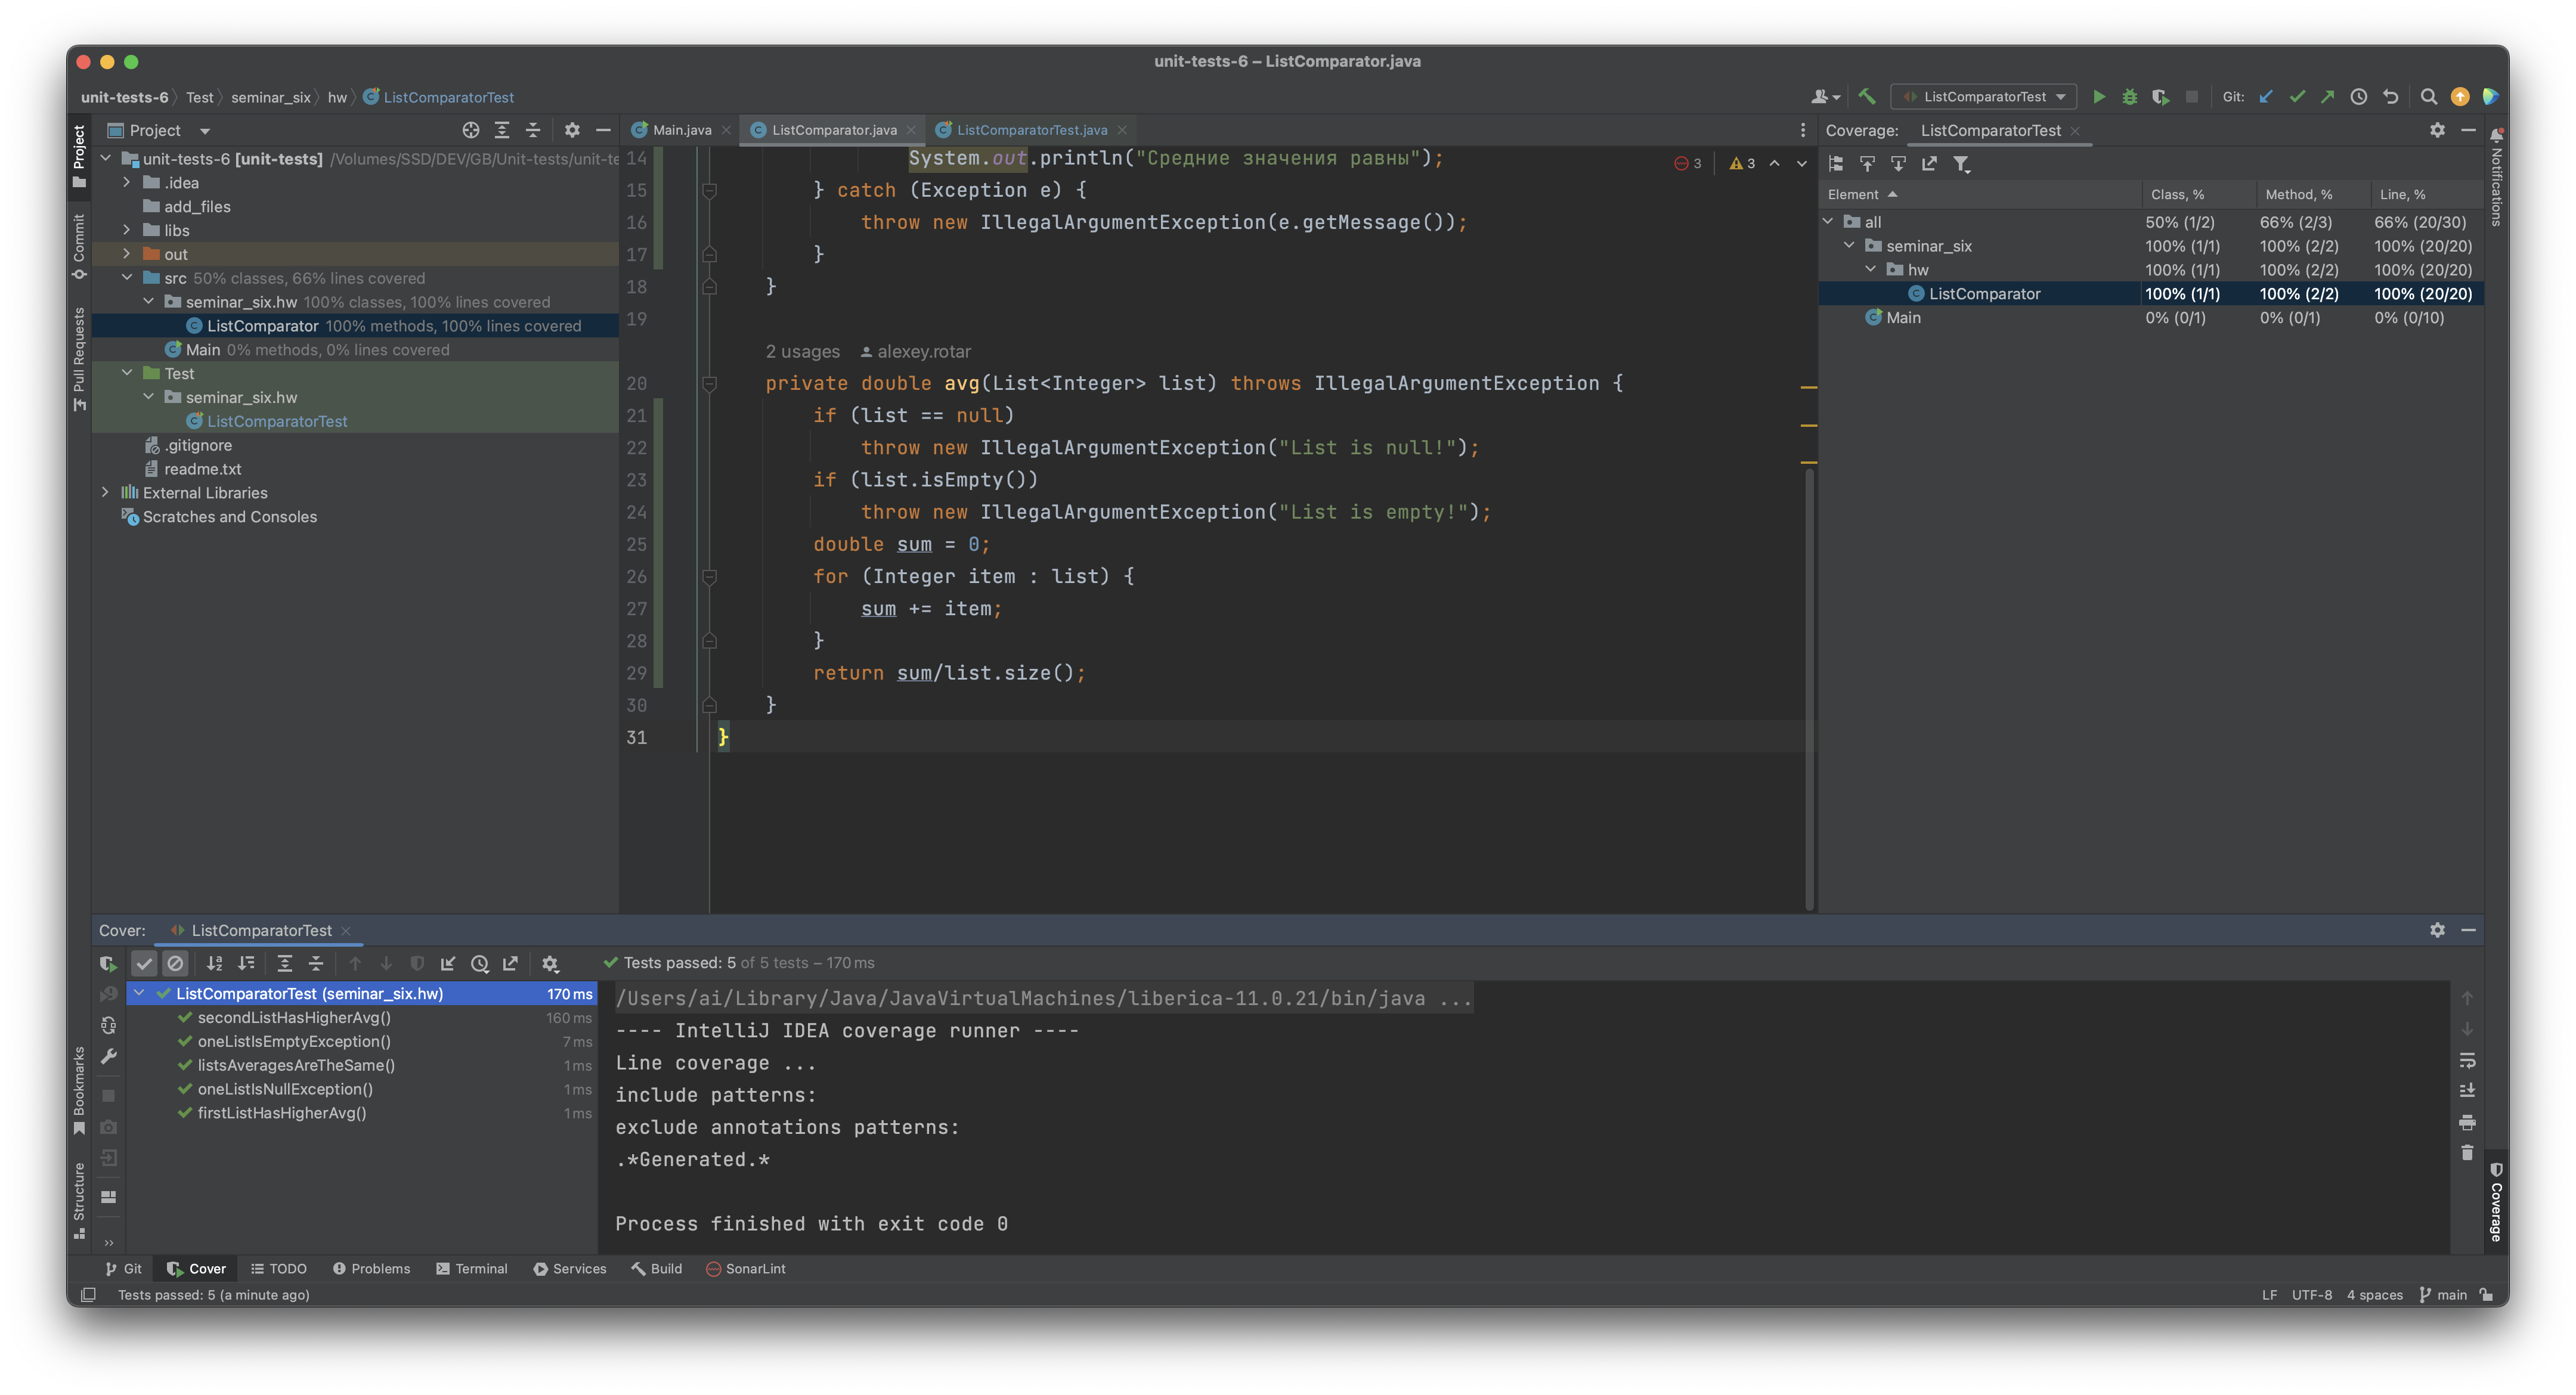 unit-tests-6 – ListComparator.java
unit-tests-6 Test seminar_six hw ListComparatorTest
ListComparatorTest Git:
Project
Main.java ListComparator.java ListComparatorTest.java
Coverage: ListComparatorTest
Project
Commit
Pull Requests
Bookmarks
Structure
unit-tests-6 [unit-tests] /Volumes/SSD/DEV/GB/Unit-tests/unit-te
.idea
add_files
libs
out
src 50% classes, 66% lines covered
seminar_six.hw 100% classes, 100% lines covered
ListComparator 100% methods, 100% lines covered
Main 0% methods, 0% lines covered
Test
seminar_six.hw
ListComparatorTest
.gitignore
readme.txt
External Libraries
Scratches and Consoles
3 3
14 System.out.println("Средние значения равны");
15 } catch (Exception e) {
16 throw new IllegalArgumentException(e.getMessage());
17 }
18 }
19
2 usages alexey.rotar
20 private double avg(List<Integer> list) throws IllegalArgumentException {
21 if (list == null)
22 throw new IllegalArgumentException("List is null!");
23 if (list.isEmpty())
24 throw new IllegalArgumentException("List is empty!");
25 double sum = 0;
26 for (Integer item : list) {
27 sum += item;
28 }
29 return sum/list.size();
30 }
31 }
Element Class, % Method, % Line, %
all 50% (1/2) 66% (2/3) 66% (20/30)
seminar_six 100% (1/1) 100% (2/2) 100% (20/20)
hw 100% (1/1) 100% (2/2) 100% (20/20)
ListComparator 100% (1/1) 100% (2/2) 100% (20/20)
Main 0% (0/1) 0% (0/1) 0% (0/10)
Notifications
Coverage
Cover: ListComparatorTest
Tests passed: 5 of 5 tests – 170 ms
ListComparatorTest (seminar_six.hw) 170 ms
secondListHasHigherAvg() 160 ms
oneListIsEmptyException() 7 ms
listsAveragesAreTheSame() 1 ms
oneListIsNullException() 1 ms
firstListHasHigherAvg() 1 ms
/Users/ai/Library/Java/JavaVirtualMachines/liberica-11.0.21/bin/java ...
---- IntelliJ IDEA coverage runner ----
Line coverage ...
include patterns:
exclude annotations patterns:
.*Generated.*
Process finished with exit code 0
Git Cover TODO Problems Terminal Services Build SonarLint
Tests passed: 5 (a minute ago)
LF UTF-8 4 spaces main